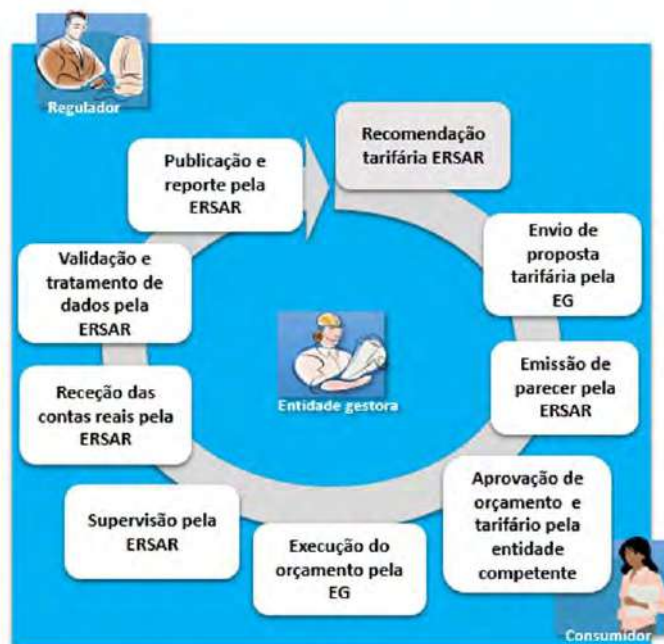 Regulador
Recomendação
tarifária ERSAR
Envio de
proposta
tarifária pela
EG
Emissão de
parecer pela
ERSAR
Aprovação de
orçamento e
tarifário pela
entidade
competente
Execução do
orçamento pela
EG
Supervisão pela
ERSAR
Receção das
contas reais pela
ERSAR
Validação e
tratamento de
dados pela
ERSAR
Publicação e
reporte pela
ERSAR
Entidade gestora
Consumidor